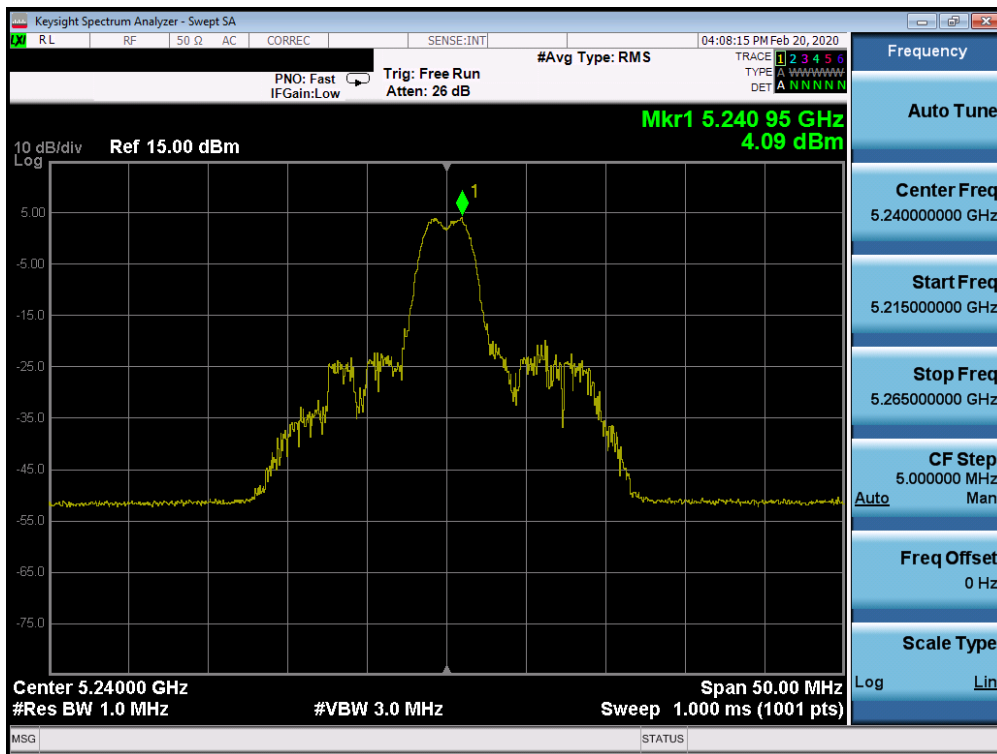 Keysight Spectrum Analyzer - Swept SA
LXI RL RF 50 Ω AC CORREC SENSE:INT 04:08:15 PM Feb 20, 2020
#Avg Type: RMS TRACE 1 2 3 4 5 6
PNO: Fast Trig: Free Run TYPE A WWWWW
IFGain:Low Atten: 26 dB DET A N N N N N
Mkr1 5.240 95 GHz
4.09 dBm
10 dB/div Ref 15.00 dBm
Log
1
5.00
-5.00
-15.0
-25.0
-35.0
-45.0
-55.0
-65.0
-75.0
Center 5.24000 GHz Span 50.00 MHz
#Res BW 1.0 MHz #VBW 3.0 MHz Sweep 1.000 ms (1001 pts)
MSG STATUS
Frequency
Auto Tune
Center Freq
5.240000000 GHz
Start Freq
5.215000000 GHz
Stop Freq
5.265000000 GHz
CF Step
5.000000 MHz
Auto Man
Freq Offset
0 Hz
Scale Type
Log Lin